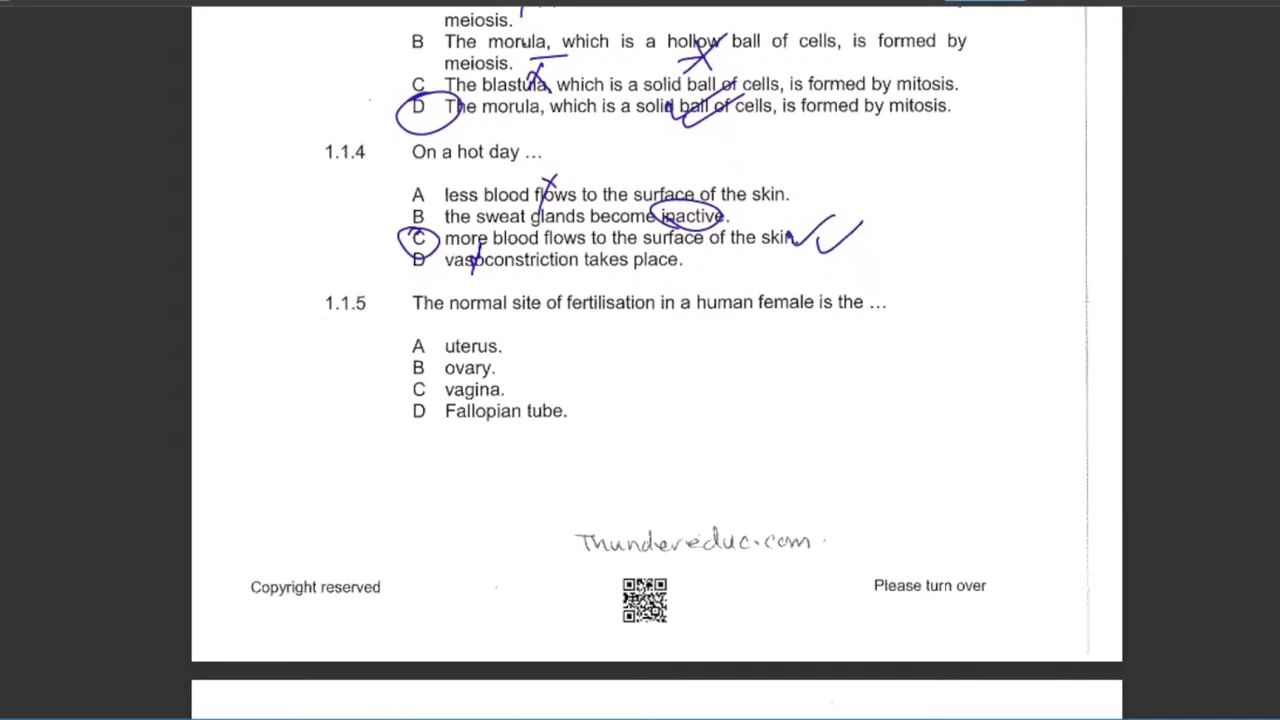 meiosis.
B The morula, which is a hollow ball of cells, is formed by
meiosis.
C The blastula, which is a solid ball of cells, is formed by mitosis.
D The morula, which is a solid ball of cells, is formed by mitosis.
1.1.4 On a hot day …
A less blood flows to the surface of the skin.
B the sweat glands become inactive.
C more blood flows to the surface of the skin.
D vasoconstriction takes place.
1.1.5 The normal site of fertilisation in a human female is the …
A uterus.
B ovary.
C vagina.
D Fallopian tube.
Thundereduc.com
Copyright reserved
Please turn over